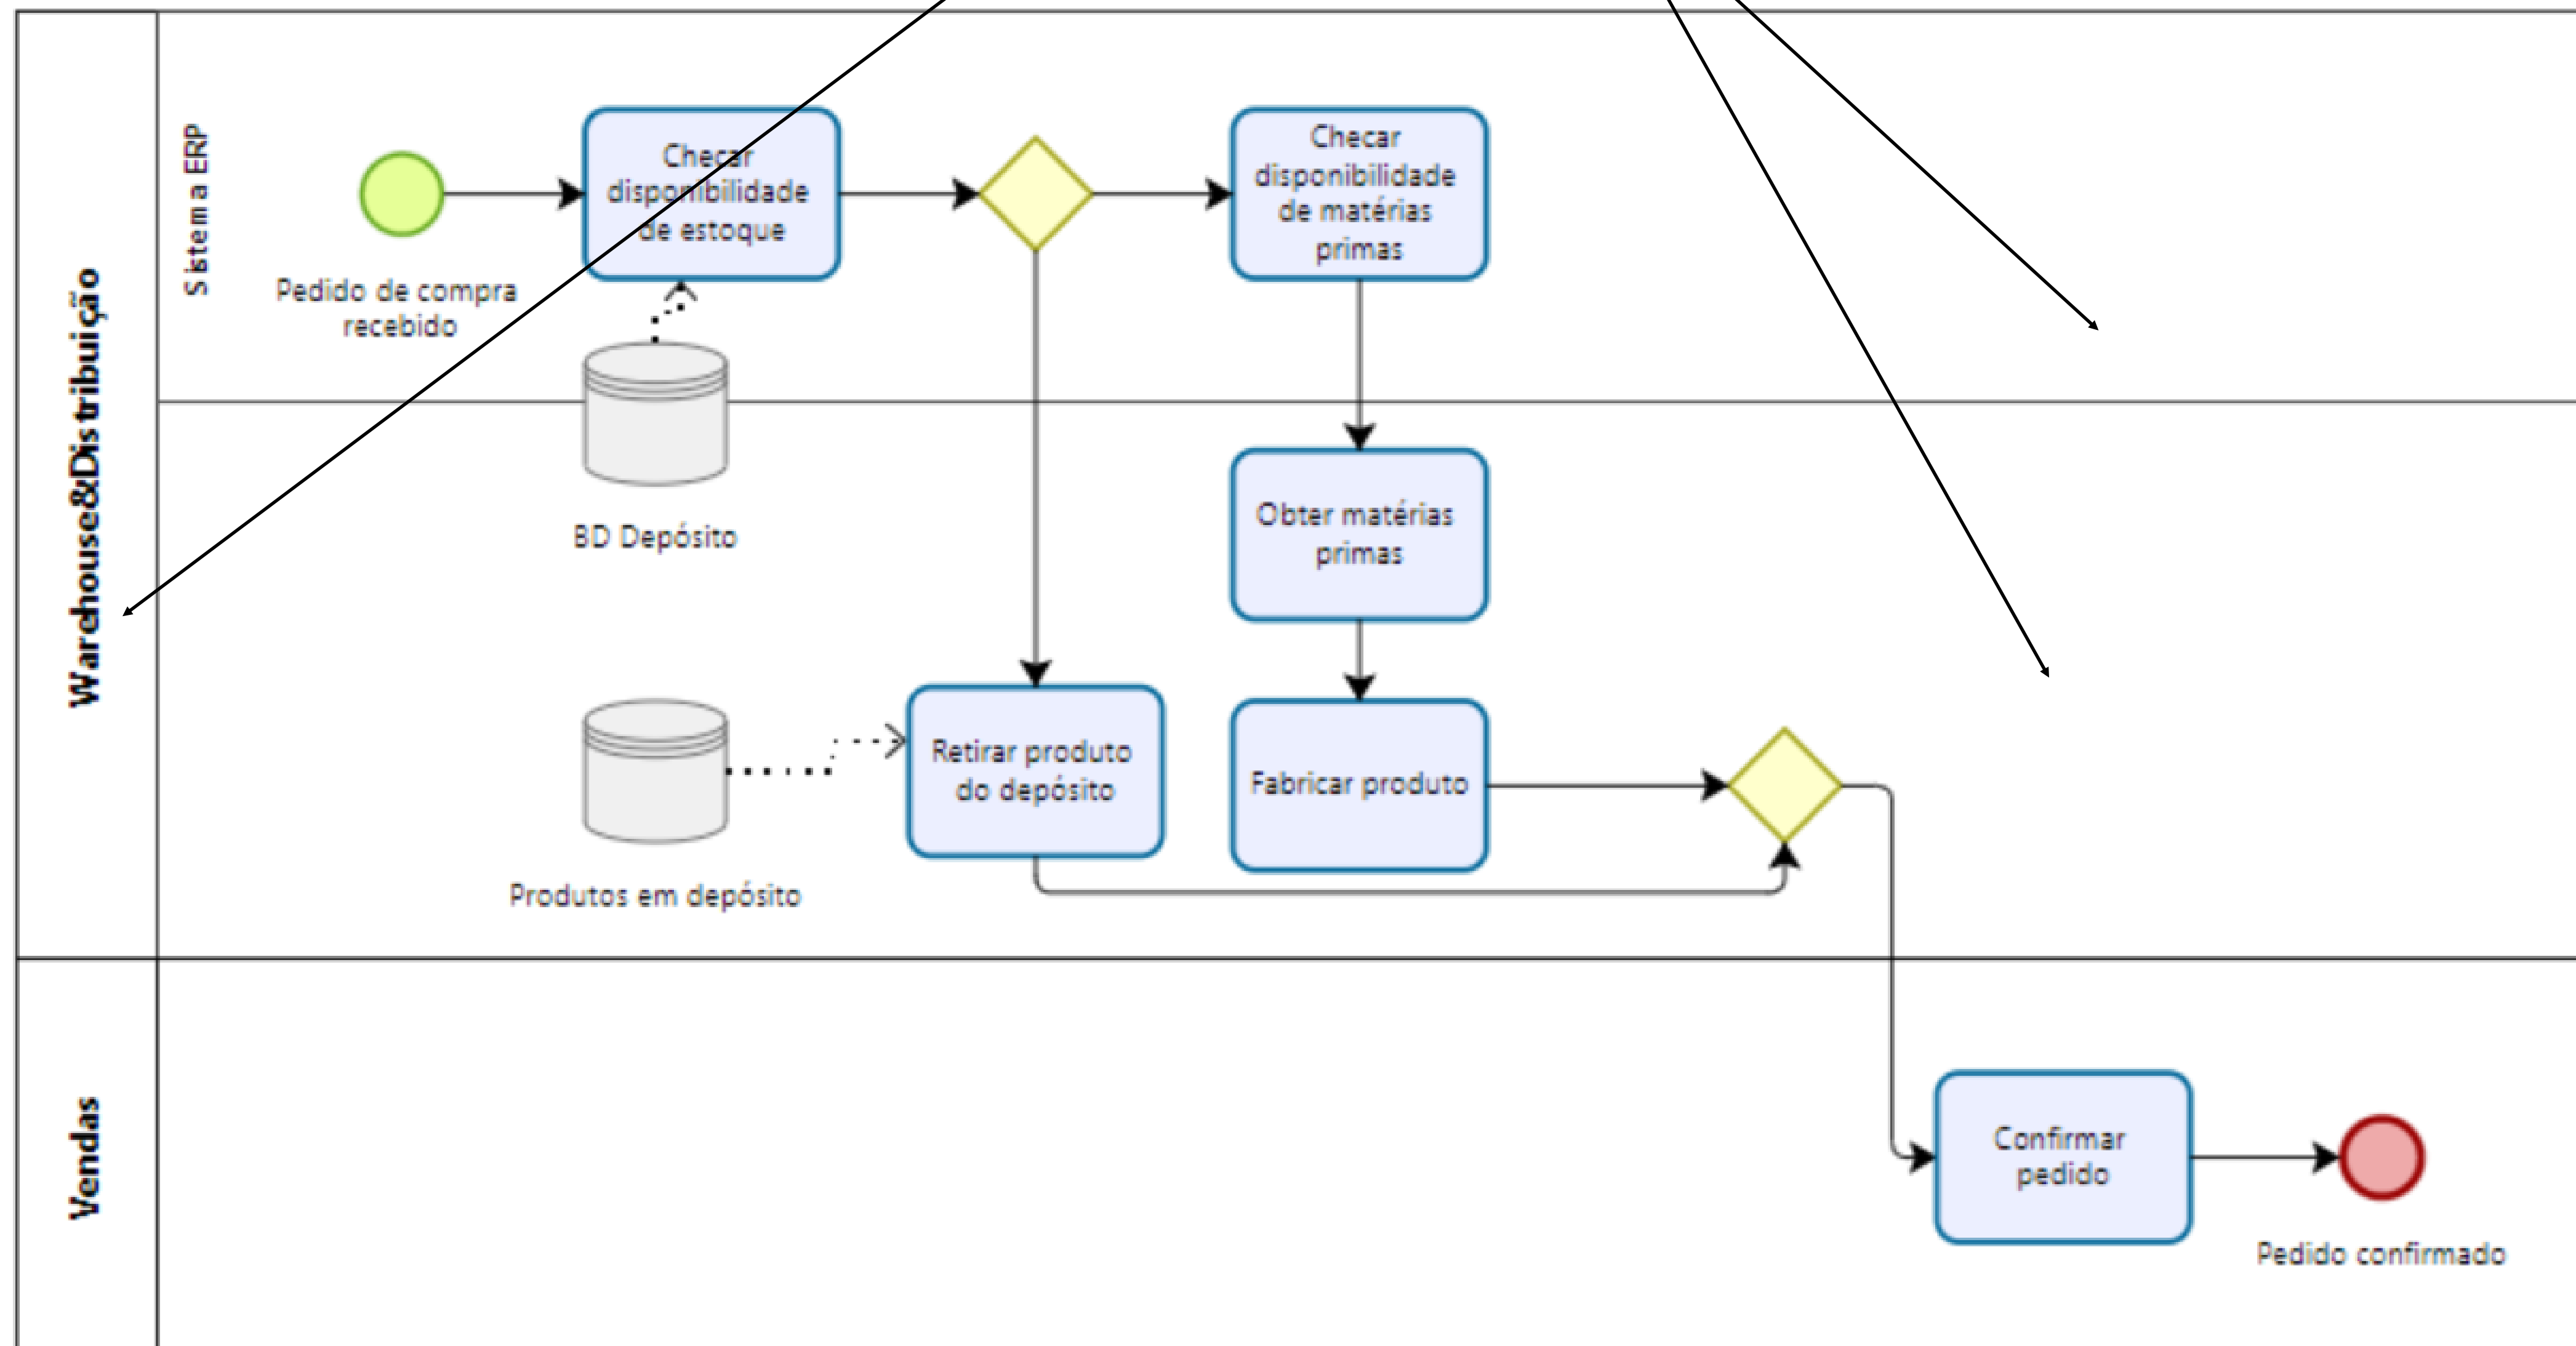 Warehouse&Distribuição
Sistema ERP
Pedido de compra
recebido
Checar
disponibilidade
de estoque
Checar
disponibilidade
de matérias
primas
BD Depósito
Obter matérias
primas
Produtos em depósito
Retirar produto
do depósito
Fabricar produto
Vendas
Confirmar
pedido
Pedido confirmado